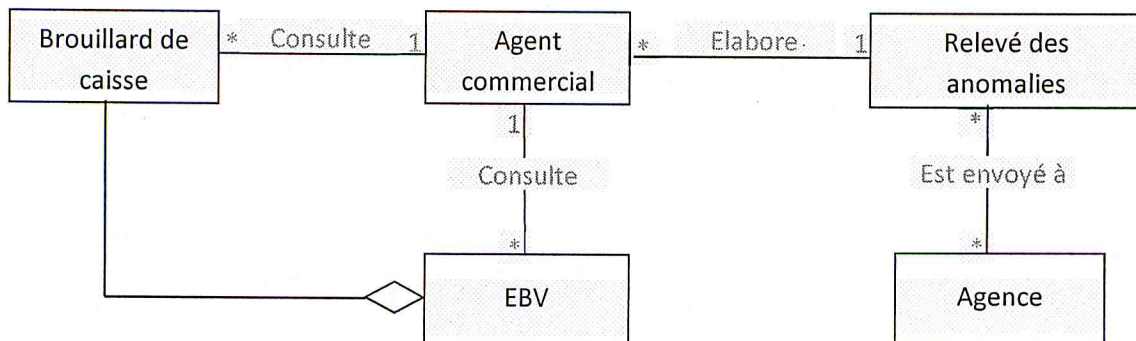 Brouillard de
caisse
* Consulte 1
Agent
commercial
* Elabore 1
Relevé des
anomalies
1
Consulte
*
*
Est envoyé à
*
EBV
Agence